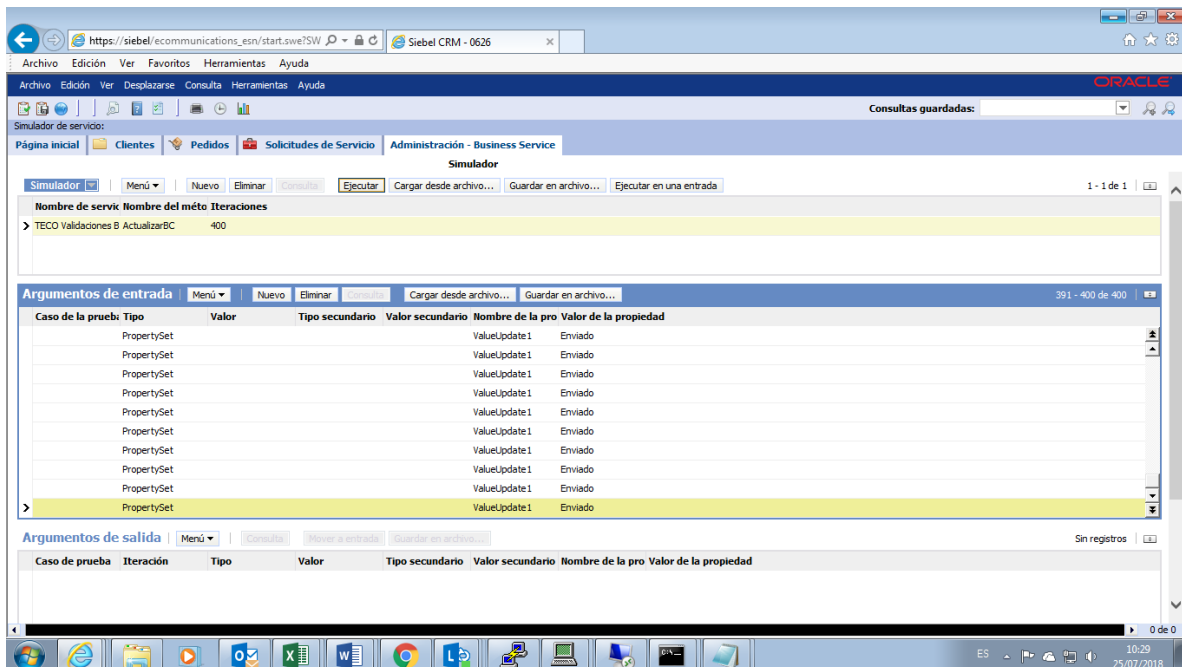 https://siebel/ecommunications_esn/start.swe?SW
Siebel CRM - 0626
Archivo Edición Ver Favoritos Herramientas Ayuda
Archivo Edición Ver Desplazarse Consulta Herramientas Ayuda
ORACLE
Consultas guardadas:
Simulador de servicio:
Página inicial Clientes Pedidos Solicitudes de Servicio Administración - Business Service
Simulador
Simulador Menú Nuevo Eliminar Consulta Ejecutar Cargar desde archivo... Guardar en archivo... Ejecutar en una entrada 1 - 1 de 1
Nombre de servic Nombre del méto Iteraciones
TECO Validaciones B ActualizarBC 400
Argumentos de entrada Menú Nuevo Eliminar Consulta Cargar desde archivo... Guardar en archivo... 391 - 400 de 400
Caso de la prueba Tipo Valor Tipo secundario Valor secundario Nombre de la pro Valor de la propiedad
PropertySet ValueUpdate1 Enviado
PropertySet ValueUpdate1 Enviado
PropertySet ValueUpdate1 Enviado
PropertySet ValueUpdate1 Enviado
PropertySet ValueUpdate1 Enviado
PropertySet ValueUpdate1 Enviado
PropertySet ValueUpdate1 Enviado
PropertySet ValueUpdate1 Enviado
PropertySet ValueUpdate1 Enviado
PropertySet ValueUpdate1 Enviado
Argumentos de salida Menú Consulta Mover a entrada Guardar en archivo... Sin registros
Caso de prueba Iteración Tipo Valor Tipo secundario Valor secundario Nombre de la pro Valor de la propiedad
0 de 0
ES 10:29
25/07/2018